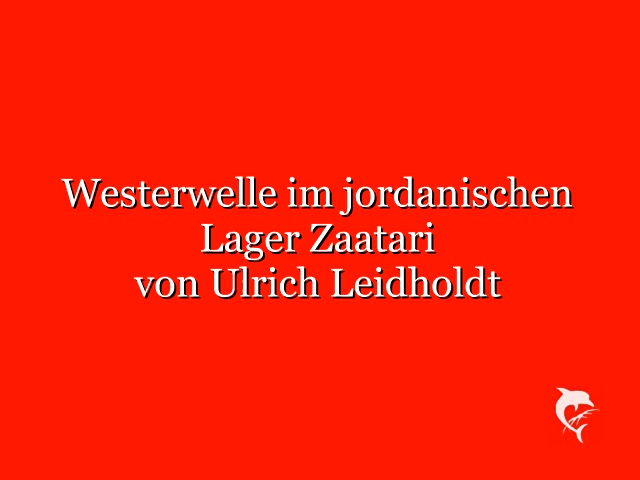 Westerwelle im jordanischen
Lager Zaatari
von Ulrich Leidholdt